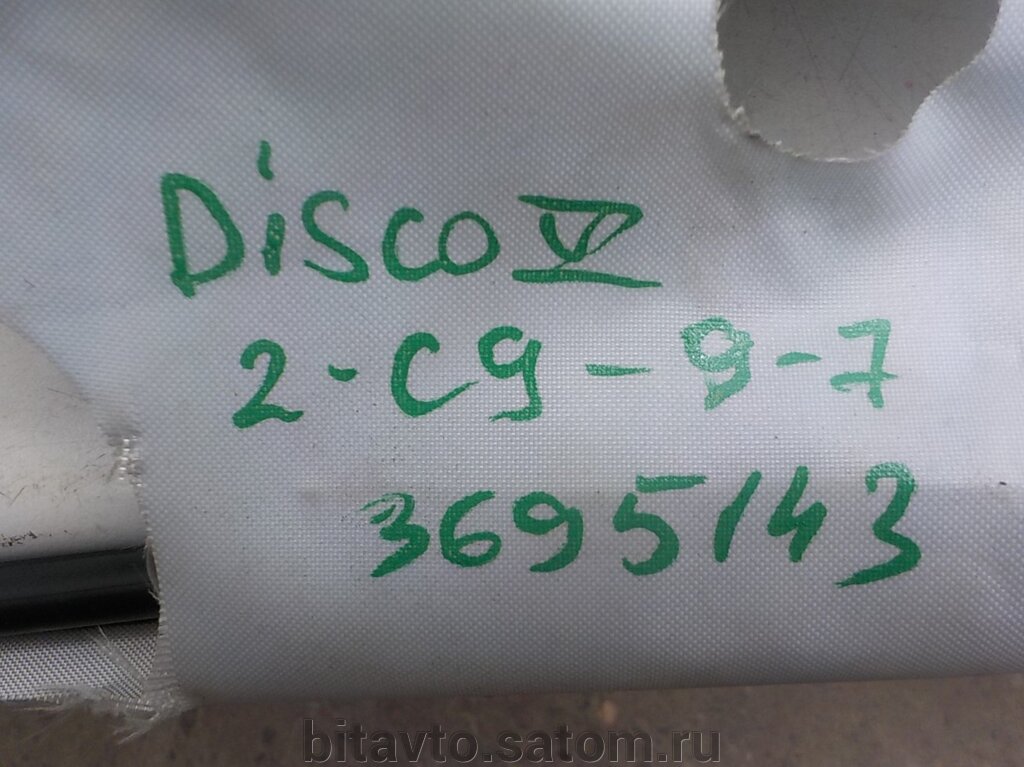 Disco V
2-C9-9-7
3695143
bitavto.satom.ru